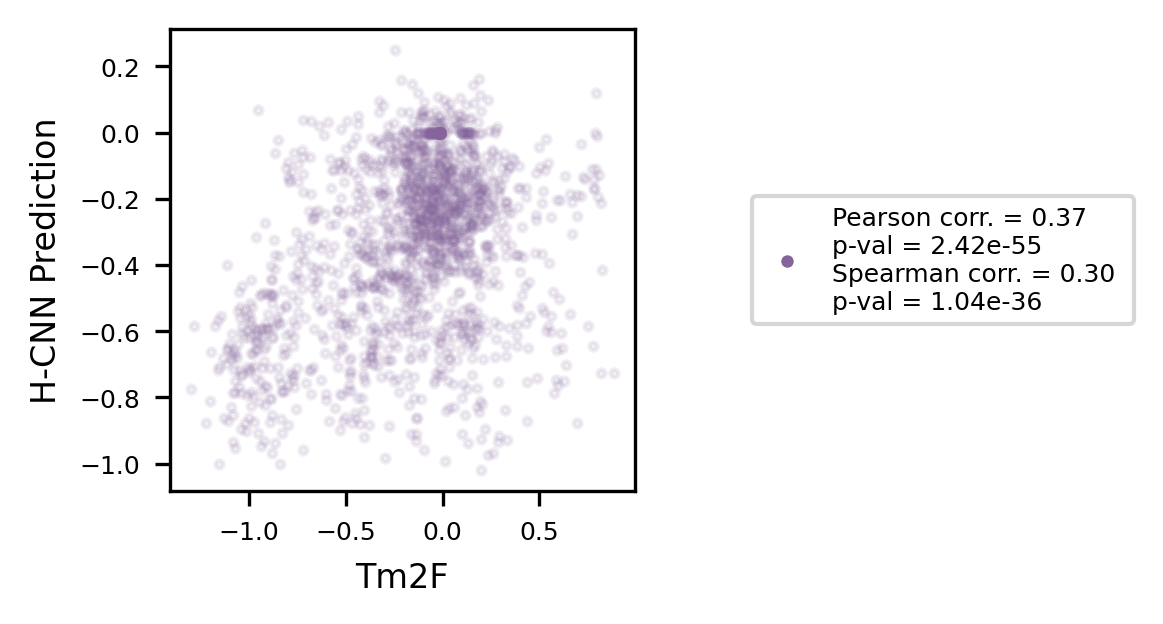 H-CNN Prediction
0.2
0.0
−0.2
−0.4
−0.6
−0.8
−1.0
−1.0 −0.5 0.0 0.5
Tm2F
Pearson corr. = 0.37
p-val = 2.42e-55
Spearman corr. = 0.30
p-val = 1.04e-36